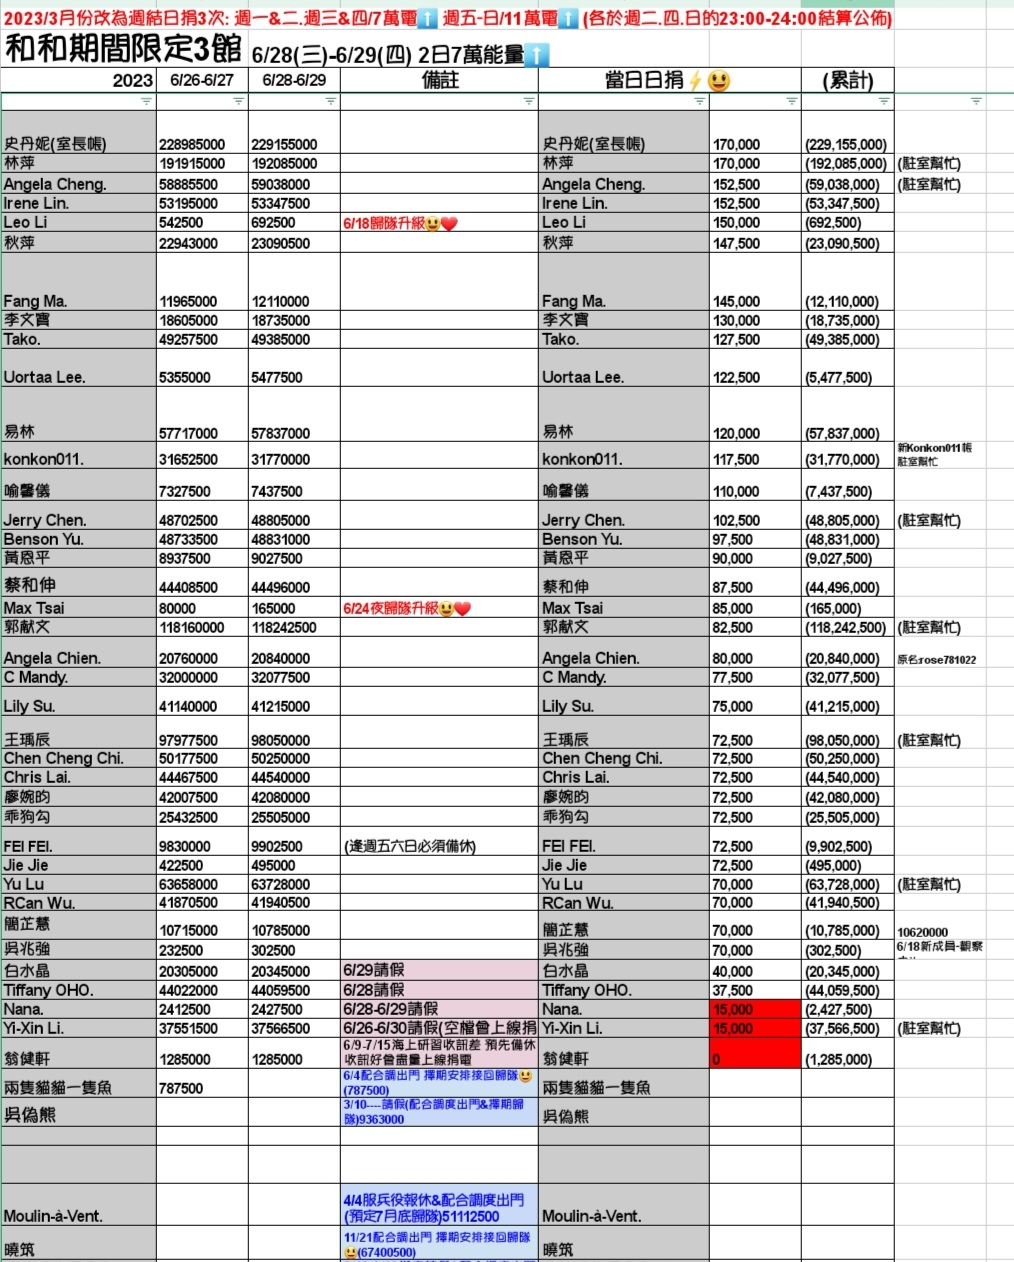 2023/3月份改為週結日捐3次: 週一&二.週三&四/7萬電⬆️ 週五-日/11萬電⬆️ (各於週二.四.日的23:00-24:00結算公佈)
和和期間限定3館 6/28(三)-6/29(四) 2日7萬能量⬆️
2023 6/26-6/27 6/28-6/29 備註 當日日捐⚡😃 (累計)
史丹妮(室長帳) 228985000 229155000 史丹妮(室長帳) 170,000 (229,155,000)
林萍 191915000 192085000 林萍 170,000 (192,085,000) (駐室幫忙)
Angela Cheng. 58885500 59038000 Angela Cheng. 152,500 (59,038,000) (駐室幫忙)
Irene Lin. 53195000 53347500 Irene Lin. 152,500 (53,347,500)
Leo Li 542500 692500 6/18歸隊升級😃❤️ Leo Li 150,000 (692,500)
秋萍 22943000 23090500 秋萍 147,500 (23,090,500)
Fang Ma. 11965000 12110000 Fang Ma. 145,000 (12,110,000)
李文寶 18605000 18735000 李文寶 130,000 (18,735,000)
Tako. 49257500 49385000 Tako. 127,500 (49,385,000)
Uortaa Lee. 5355000 5477500 Uortaa Lee. 122,500 (5,477,500)
易林 57717000 57837000 易林 120,000 (57,837,000)
konkon011. 31652500 31770000 konkon011. 117,500 (31,770,000) 新Konkon011帳
駐室幫忙
喻馨儀 7327500 7437500 喻馨儀 110,000 (7,437,500)
Jerry Chen. 48702500 48805000 Jerry Chen. 102,500 (48,805,000) (駐室幫忙)
Benson Yu. 48733500 48831000 Benson Yu. 97,500 (48,831,000)
黃恩平 8937500 9027500 黃恩平 90,000 (9,027,500)
蔡和伸 44408500 44496000 蔡和伸 87,500 (44,496,000)
Max Tsai 80000 165000 6/24夜歸隊升級😃❤️ Max Tsai 85,000 (165,000)
郭献文 118160000 118242500 郭献文 82,500 (118,242,500) (駐室幫忙)
Angela Chien. 20760000 20840000 Angela Chien. 80,000 (20,840,000) 原名:rose781022
C Mandy. 32000000 32077500 C Mandy. 77,500 (32,077,500)
Lily Su. 41140000 41215000 Lily Su. 75,000 (41,215,000)
王瑀辰 97977500 98050000 王瑀辰 72,500 (98,050,000) (駐室幫忙)
Chen Cheng Chi. 50177500 50250000 Chen Cheng Chi. 72,500 (50,250,000)
Chris Lai. 44467500 44540000 Chris Lai. 72,500 (44,540,000)
廖婉昀 42007500 42080000 廖婉昀 72,500 (42,080,000)
乖狗勾 25432500 25505000 乖狗勾 72,500 (25,505,000)
FEI FEI. 9830000 9902500 (逢週五六日必須備休) FEI FEI. 72,500 (9,902,500)
Jie Jie 422500 495000 Jie Jie 72,500 (495,000)
Yu Lu 63658000 63728000 Yu Lu 70,000 (63,728,000) (駐室幫忙)
RCan Wu. 41870500 41940500 RCan Wu. 70,000 (41,940,500)
簡芷慧 10715000 10785000 簡芷慧 70,000 (10,785,000) 10620000
吳兆強 232500 302500 吳兆強 70,000 (302,500) 6/18新成員-觀察
白水晶 20305000 20345000 6/29請假 白水晶 40,000 (20,345,000)
Tiffany OHO. 44022000 44059500 6/28請假 Tiffany OHO. 37,500 (44,059,500)
Nana. 2412500 2427500 6/28-6/29請假 Nana. 15,000 (2,427,500)
Yi-Xin Li. 37551500 37566500 6/26-6/30請假(空檔會上線捐 Yi-Xin Li. 15,000 (37,566,500) (駐室幫忙)
翁健軒 1285000 1285000 6/9-7/15海上研習收訊差 預先備休
收訊好會盡量上線捐電 翁健軒 0 (1,285,000)
兩隻貓貓一隻魚 787500 6/4配合調出門 擇期安排接回歸隊😃
(787500) 兩隻貓貓一隻魚
吳偽熊 3/10----請假(配合調度出門&擇期歸
隊)9363000 吳偽熊
Moulin-à-Vent. 4/4服兵役報休&配合調度出門
(預定7月底歸隊)51112500 Moulin-à-Vent.
曉筑 11/21配合調出門 擇期安排接回歸隊
😃(67400500) 曉筑